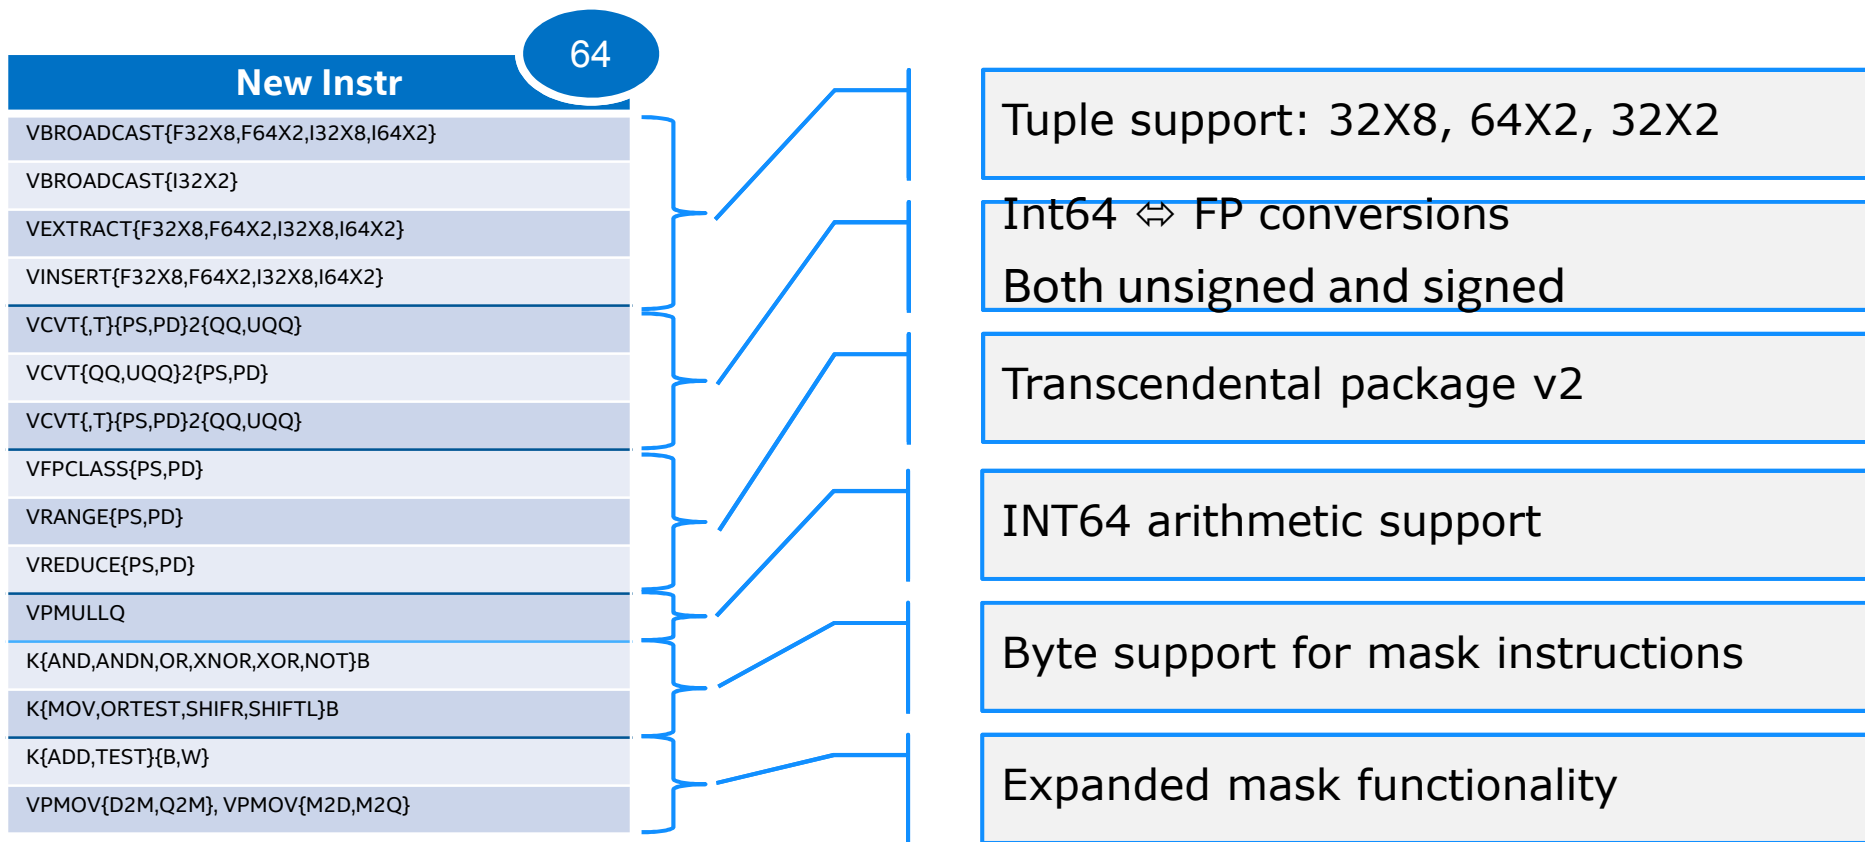 64
New Instr
VBROADCAST{F32X8,F64X2,I32X8,I64X2}
VBROADCAST{I32X2}
VEXTRACT{F32X8,F64X2,I32X8,I64X2}
VINSERT{F32X8,F64X2,I32X8,I64X2}
VCVT{,T}{PS,PD}2{QQ,UQQ}
VCVT{QQ,UQQ}2{PS,PD}
VCVT{,T}{PS,PD}2{QQ,UQQ}
VFPCLASS{PS,PD}
VRANGE{PS,PD}
VREDUCE{PS,PD}
VPMULLQ
K{AND,ANDN,OR,XNOR,XOR,NOT}B
K{MOV,ORTEST,SHIFR,SHIFTL}B
K{ADD,TEST}{B,W}
VPMOV{D2M,Q2M}, VPMOV{M2D,M2Q}
Tuple support: 32X8, 64X2, 32X2
Int64 ⇔ FP conversions
Both unsigned and signed
Transcendental package v2
INT64 arithmetic support
Byte support for mask instructions
Expanded mask functionality